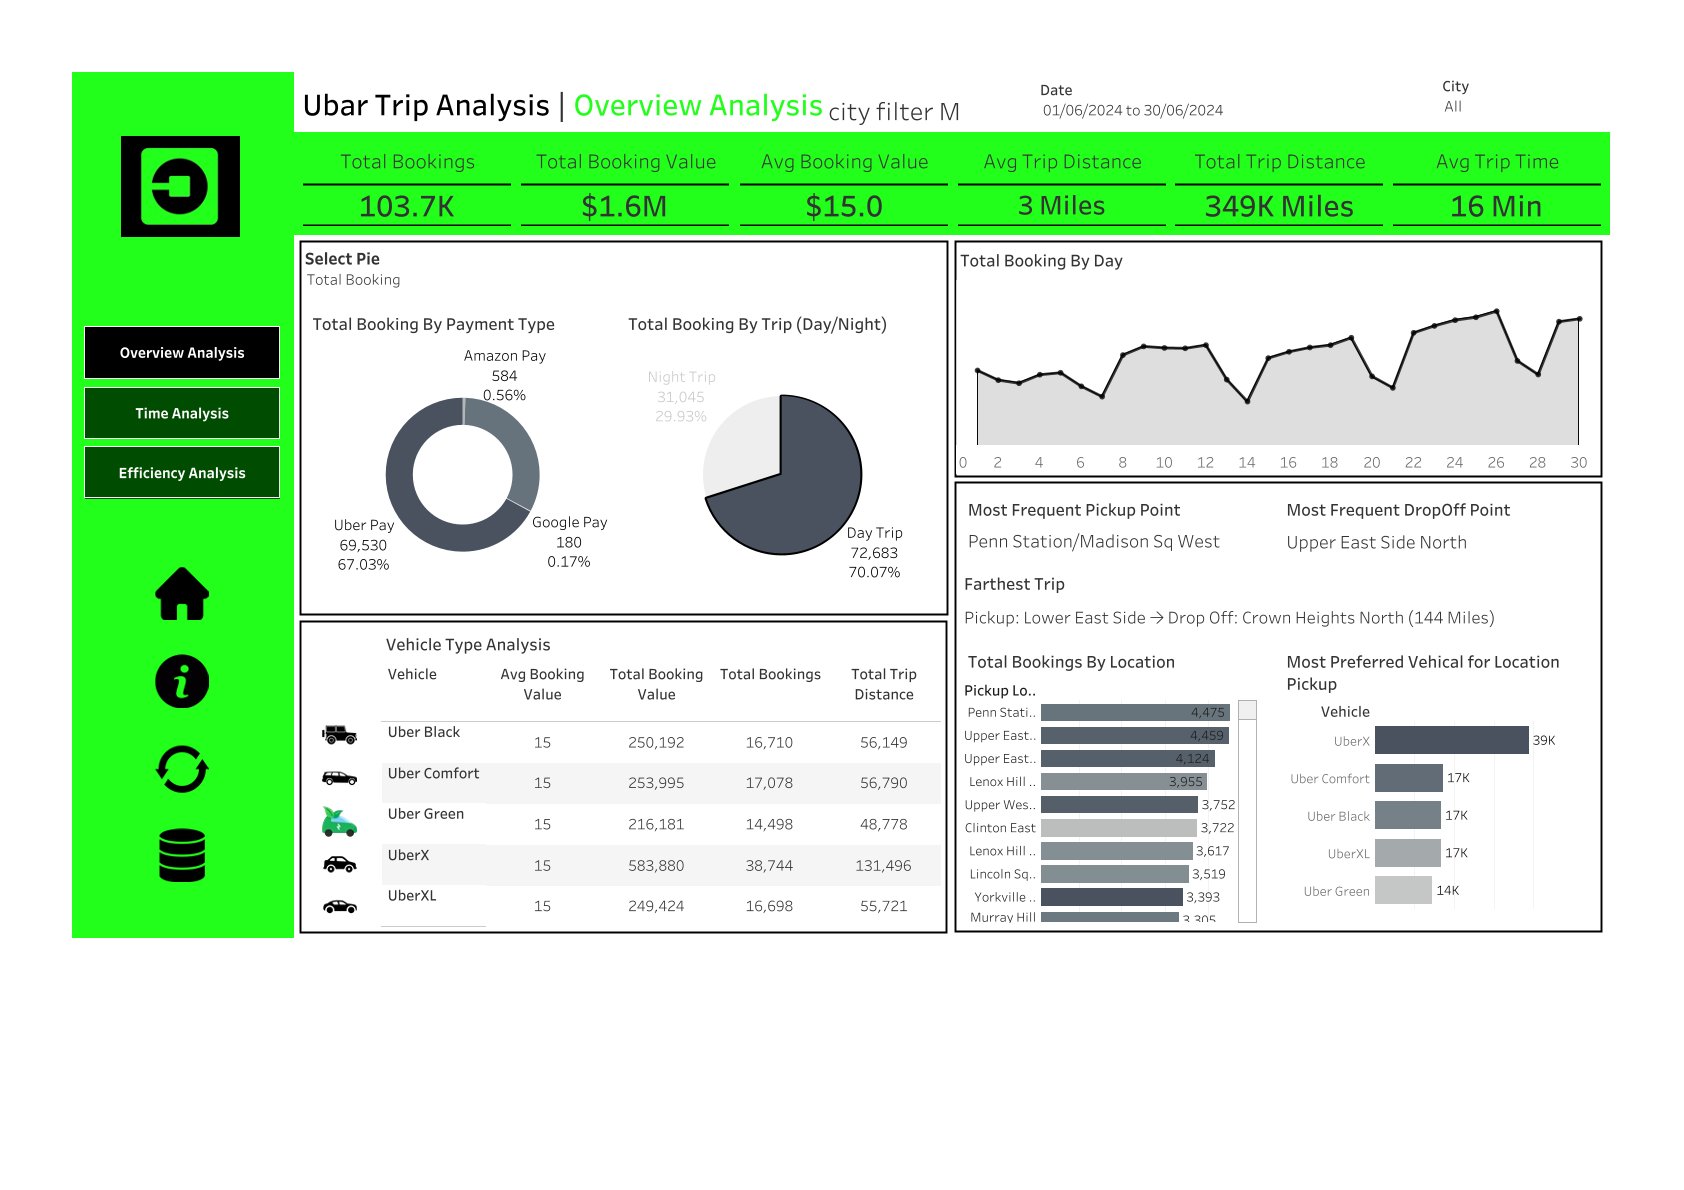 Ubar Trip Analysis | Overview Analysis city filter M
Date
01/06/2024 to 30/06/2024
City
All
Total Bookings
103.7K
Total Booking Value
$1.6M
Avg Booking Value
$15.0
Avg Trip Distance
3 Miles
Total Trip Distance
349K Miles
Avg Trip Time
16 Min
Overview Analysis
Time Analysis
Efficiency Analysis
Select Pie
Total Booking
Total Booking By Payment Type
Amazon Pay
584
0.56%
Uber Pay
69,530
67.03%
Google Pay
180
0.17%
Total Booking By Trip (Day/Night)
Night Trip
31,045
29.93%
Day Trip
72,683
70.07%
Total Booking By Day
0 2 4 6 8 10 12 14 16 18 20 22 24 26 28 30
Vehicle Type Analysis
Vehicle Avg Booking Value Total Booking Value Total Bookings Total Trip Distance
Uber Black 15 250,192 16,710 56,149
Uber Comfort 15 253,995 17,078 56,790
Uber Green 15 216,181 14,498 48,778
UberX 15 583,880 38,744 131,496
UberXL 15 249,424 16,698 55,721
Most Frequent Pickup Point
Penn Station/Madison Sq West
Most Frequent DropOff Point
Upper East Side North
Farthest Trip
Pickup: Lower East Side → Drop Off: Crown Heights North (144 Miles)
Total Bookings By Location
Pickup Lo..
Penn Stati.. 4,475
Upper East.. 4,459
Upper East.. 4,124
Lenox Hill .. 3,955
Upper Wes.. 3,752
Clinton East 3,722
Lenox Hill .. 3,617
Lincoln Sq.. 3,519
Yorkville .. 3,393
Murray Hill 3,305
Most Preferred Vehical for Location
Pickup
Vehicle
UberX 39K
Uber Comfort 17K
Uber Black 17K
UberXL 17K
Uber Green 14K